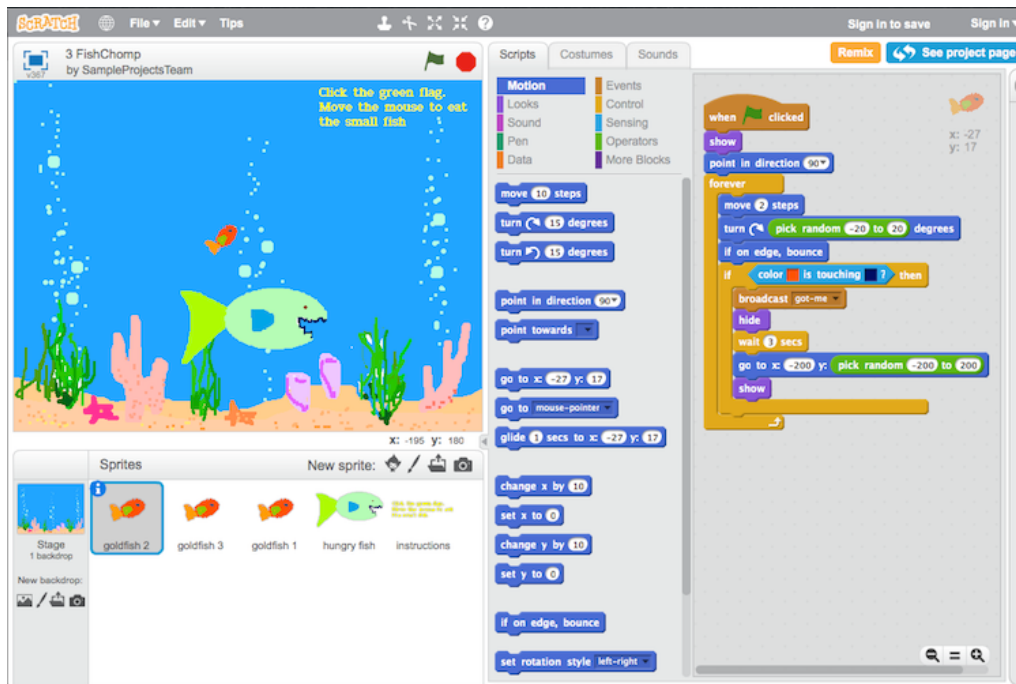 SCRATCH
File▼ Edit▼ Tips
Sign in to save Sign in▼
v367
3 FishChomp
by SampleProjectsTeam
Click the green flag.
Move the mouse to eat
the small fish
x: -195 y: 180
Sprites New sprite:
Stage
1 backdrop
New backdrop:
goldfish 2
goldfish 3
goldfish 1
hungry fish
instructions
Scripts Costumes Sounds
Remix See project page
Motion
Looks
Sound
Pen
Data
Events
Control
Sensing
Operators
More Blocks
move 10 steps
turn 15 degrees
turn 15 degrees
point in direction 90▼
point towards
go to x: -27 y: 17
go to mouse-pointer
glide 1 secs to x: -27 y: 17
change x by 10
set x to 0
change y by 10
set y to 0
if on edge, bounce
set rotation style left-right
when clicked
show
point in direction 90▼
forever
move 2 steps
turn pick random -20 to 20 degrees
if on edge, bounce
if color is touching ? then
broadcast got-me
hide
wait 1 secs
go to x: -200 y: pick random -200 to 200
show
x: -27
y: 17